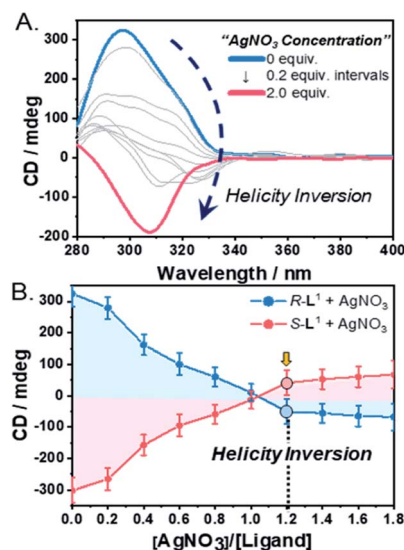 A.
"AgNO₃ Concentration"
0 equiv.
↓ 0.2 equiv. intervals
2.0 equiv.
300
200
100
0
-100
-200
CD / mdeg
Helicity Inversion
280 300 320 340 360 380 400
Wavelength / nm
B.
R-L¹ + AgNO₃
S-L¹ + AgNO₃
300
200
100
0
-100
-200
-300
CD / mdeg
Helicity Inversion
0.0 0.2 0.4 0.6 0.8 1.0 1.2 1.4 1.6 1.8
[AgNO₃]/[Ligand]